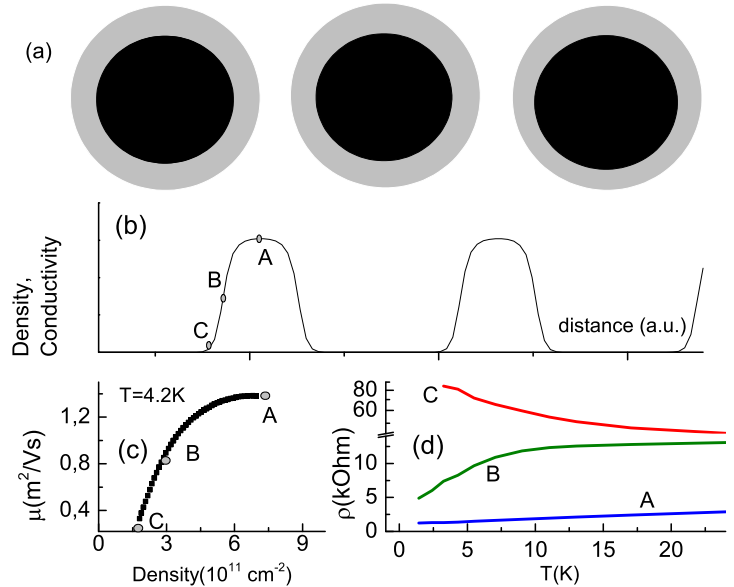 (a)
(b)
Density,
Conductivity
A
B
C
distance (a.u.)
T=4.2K
1,2
0,8
0,4
μ(m²/Vs)
(c)
A
B
C
0
3
6
9
Density(10¹¹ cm⁻²)
80
60
10
5
0
ρ(kOhm)
(d)
C
B
A
0
5
10
15
20
T(K)